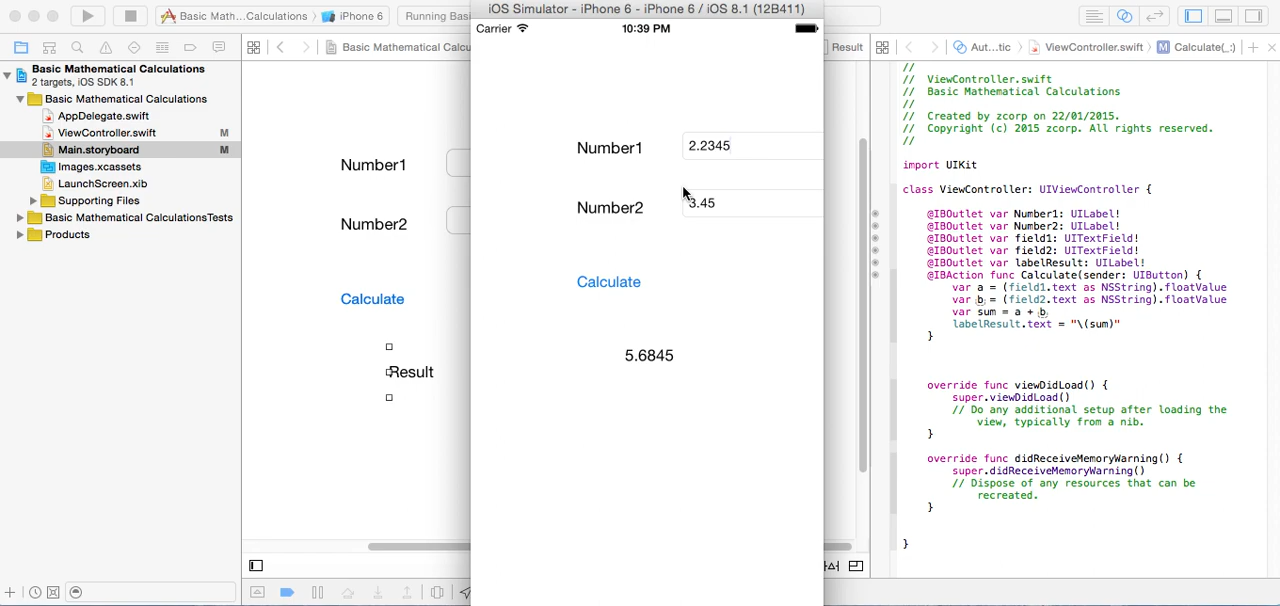 iOS Simulator - iPhone 6 - iPhone 6 / iOS 8.1 (12B411)
Basic Math...Calculations
iPhone 6
Running Basi
Carrier
10:39 PM
Basic Mathematical Calcu
Result
Aut...tic
ViewController.swift
M
Calculate(_:)
Basic Mathematical Calculations
2 targets, iOS SDK 8.1
Basic Mathematical Calculations
AppDelegate.swift
ViewController.swift M
Main.storyboard M
Images.xcassets
LaunchScreen.xib
Supporting Files
Basic Mathematical CalculationsTests
Products
Number1
Number2
Calculate
Result
Number1 2.2345
Number2 3.45
Calculate
5.6845
//
// ViewController.swift
// Basic Mathematical Calculations
//
// Created by zcorp on 22/01/2015.
// Copyright (c) 2015 zcorp. All rights reserved.
//
import UIKit
class ViewController: UIViewController {
@IBOutlet var Number1: UILabel!
@IBOutlet var Number2: UILabel!
@IBOutlet var field1: UITextField!
@IBOutlet var field2: UITextField!
@IBOutlet var labelResult: UILabel!
@IBAction func Calculate(sender: UIButton) {
var a = (field1.text as NSString).floatValue
var b = (field2.text as NSString).floatValue
var sum = a + b
labelResult.text = "\(sum)"
}
override func viewDidLoad() {
super.viewDidLoad()
// Do any additional setup after loading the
view, typically from a nib.
}
override func didReceiveMemoryWarning() {
super.didReceiveMemoryWarning()
// Dispose of any resources that can be
recreated.
}
}